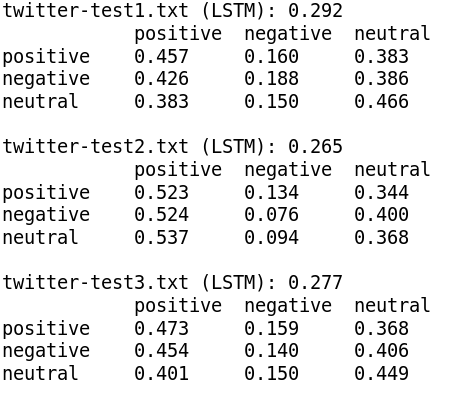 twitter-test1.txt (LSTM): 0.292
            positive  negative  neutral
positive    0.457     0.160     0.383
negative    0.426     0.188     0.386
neutral     0.383     0.150     0.466

twitter-test2.txt (LSTM): 0.265
            positive  negative  neutral
positive    0.523     0.134     0.344
negative    0.524     0.076     0.400
neutral     0.537     0.094     0.368

twitter-test3.txt (LSTM): 0.277
            positive  negative  neutral
positive    0.473     0.159     0.368
negative    0.454     0.140     0.406
neutral     0.401     0.150     0.449